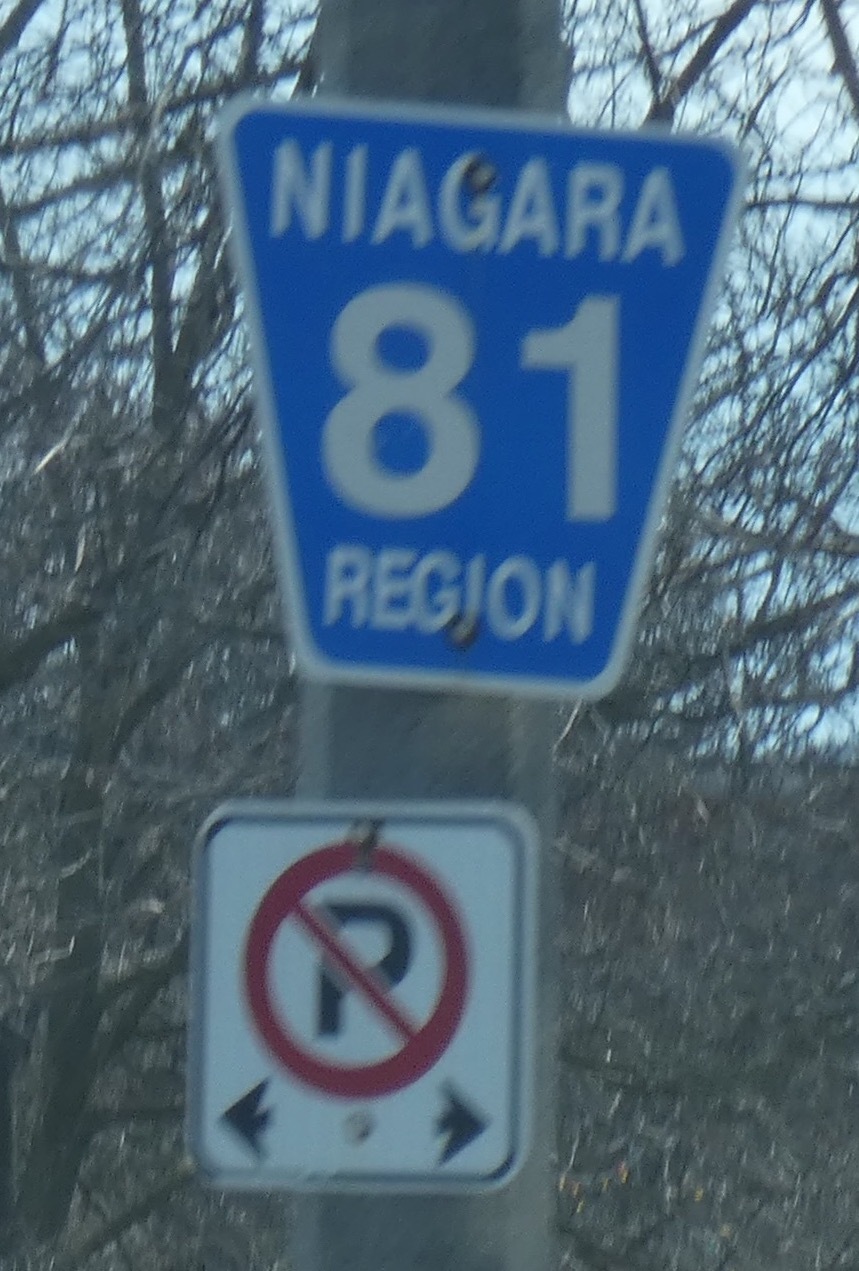 NIAGARA
81
REGION
P